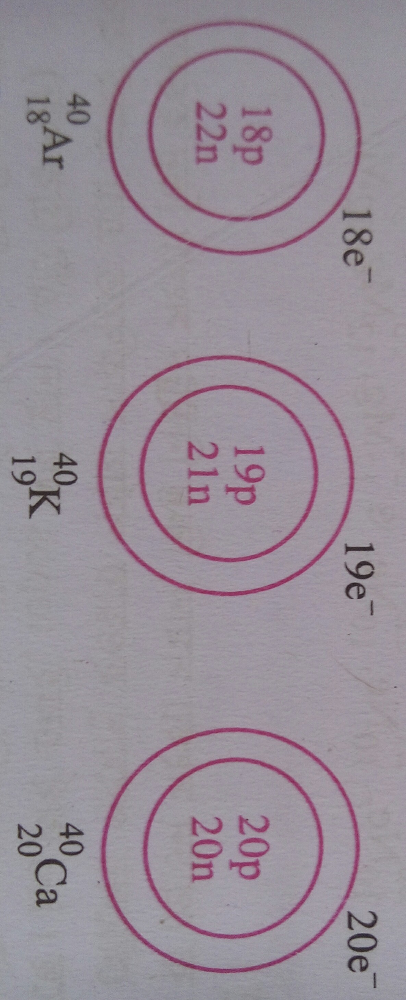 18e⁻
18p
22n
⁴⁰₁₈Ar
19e⁻
19p
21n
⁴⁰₁₉K
20e⁻
20p
20n
⁴⁰₂₀Ca